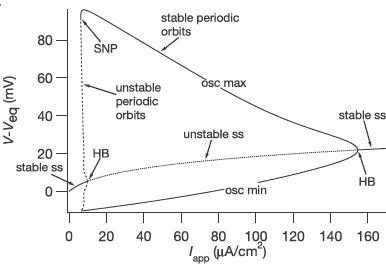 stable periodic
orbits
SNP
80
osc max
unstable
periodic
orbits
60
V-Veq (mV)
40
stable ss
unstable ss
HB
20
stable ss
HB
osc min
0
0 20 40 60 80 100 120 140 160
Iapp (μA/cm²)